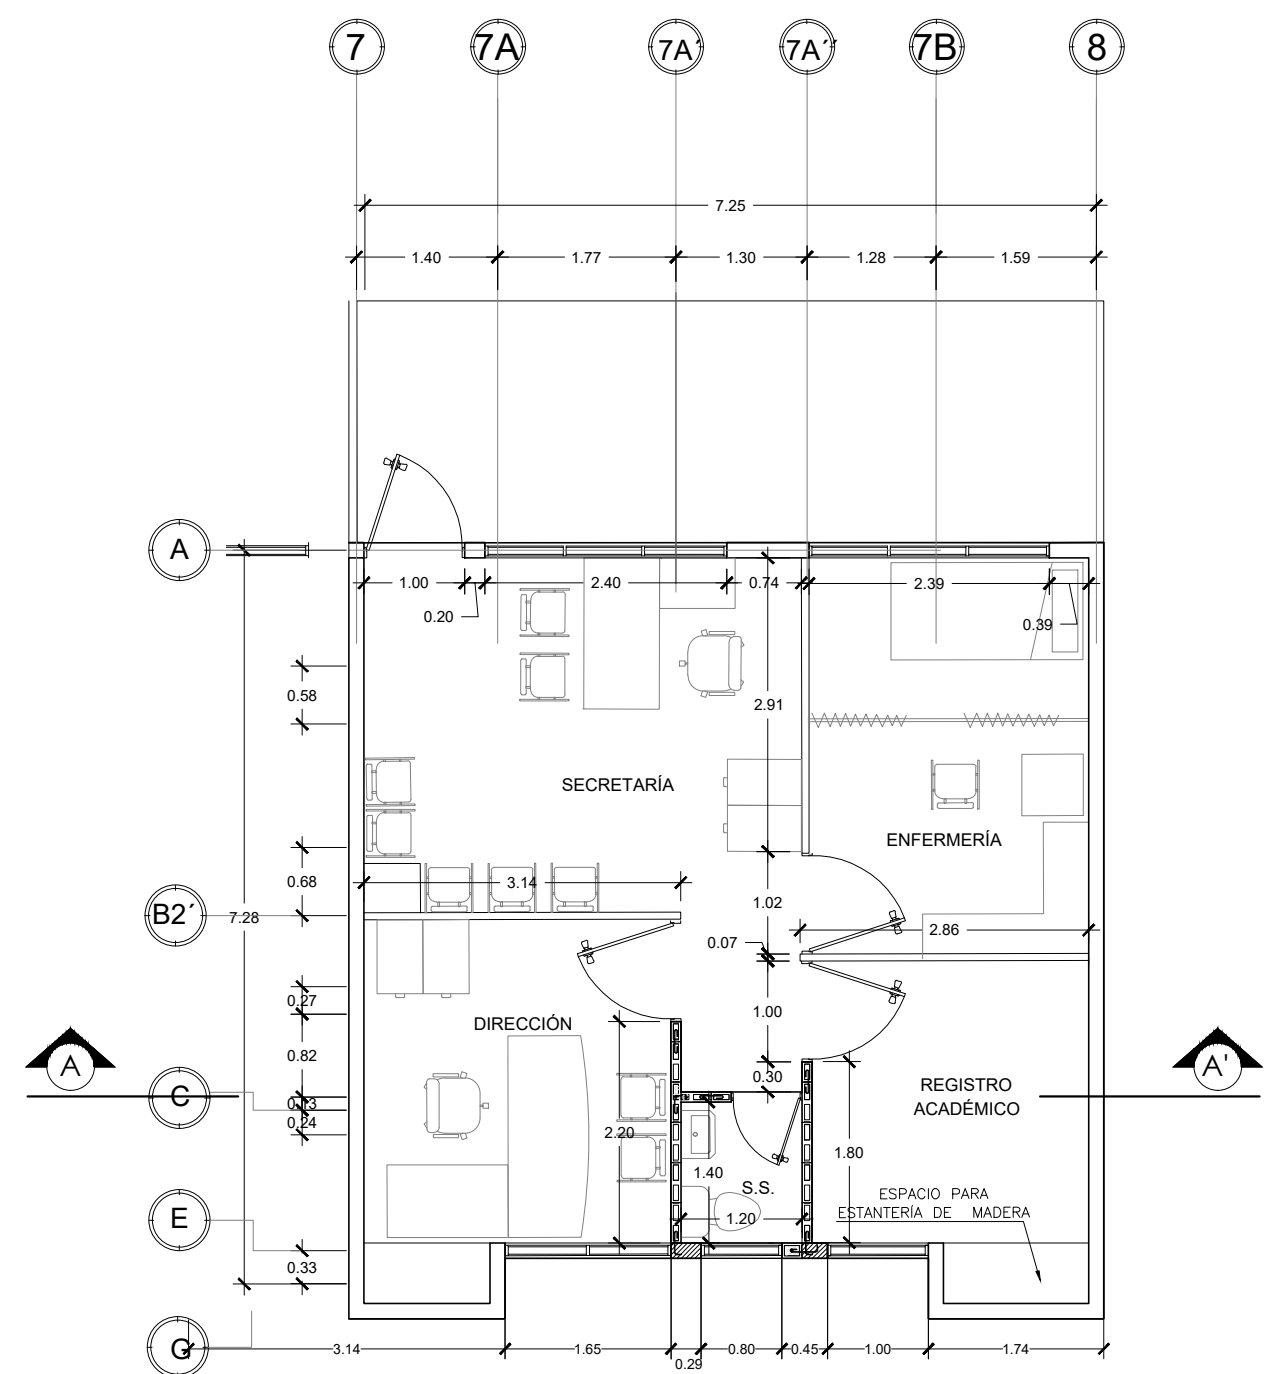 7
7A
7A´
7A´´
7B
8
7.25
1.40
1.77
1.30
1.28
1.59
A
1.00
2.40
0.74
2.39
0.20
0.39
0.58
2.91
SECRETARÍA
ENFERMERÍA
0.68
3.14
1.02
B2´
7.28
2.86
0.07
0.27
1.00
DIRECCIÓN
0.82
A
A'
0.30
REGISTRO
ACADÉMICO
C
0.13
0.24
2.20
1.80
1.40
S.S.
ESPACIO PARA
ESTANTERÍA DE MADERA
E
1.20
0.33
G
3.14
1.65
0.29
0.80
0.45
1.00
1.74